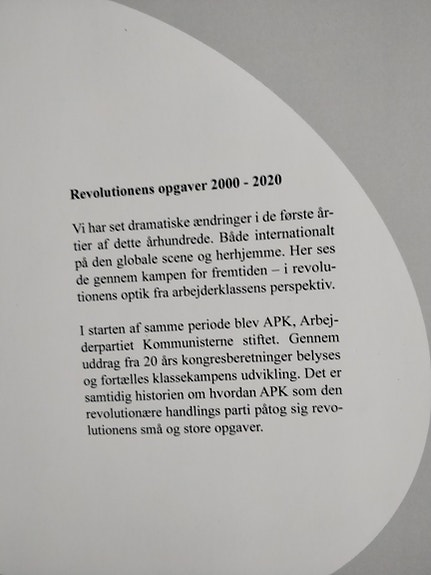 Revolutionens opgaver 2000 - 2020
Vi har set dramatiske ændringer i de første år-
tier af dette århundrede. Både internationalt
på den globale scene og herhjemme. Her ses
de gennem kampen for fremtiden – i revolu-
tionens optik fra arbejderklassens perspektiv.
I starten af samme periode blev APK, Arbej-
derpartiet Kommunisterne stiftet. Gennem
uddrag fra 20 års kongresberetninger belyses
og fortælles klassekampens udvikling. Det er
samtidig historien om hvordan APK som den
revolutionære handlings parti påtog sig revo-
lutionens små og store opgaver.